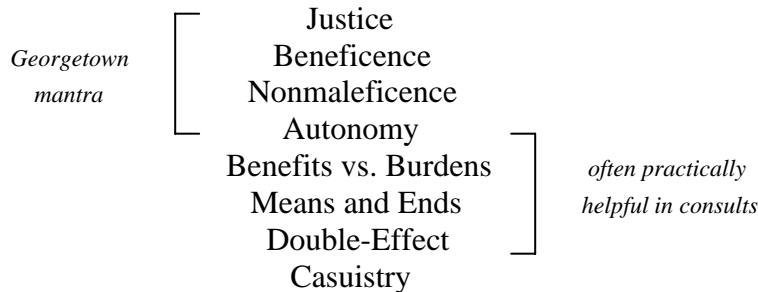 Justice
Beneficence
Nonmaleficence
Autonomy
Benefits vs. Burdens
Means and Ends
Double-Effect
Casuistry
Georgetown
mantra
often practically
helpful in consults